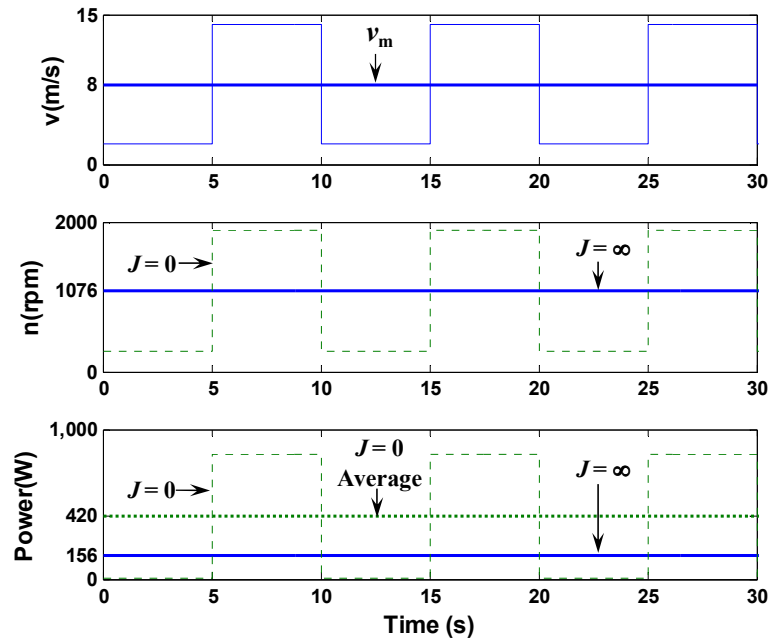 15
v_m
8
v(m/s)
0
0 5 10 15 20 25 30
2000
J = 0
J = ∞
1076
n(rpm)
0
0 5 10 15 20 25 30
1,000
J = 0
Average
J = 0
J = ∞
Power(W)
420
156
0
0 5 10 15 20 25 30
Time (s)